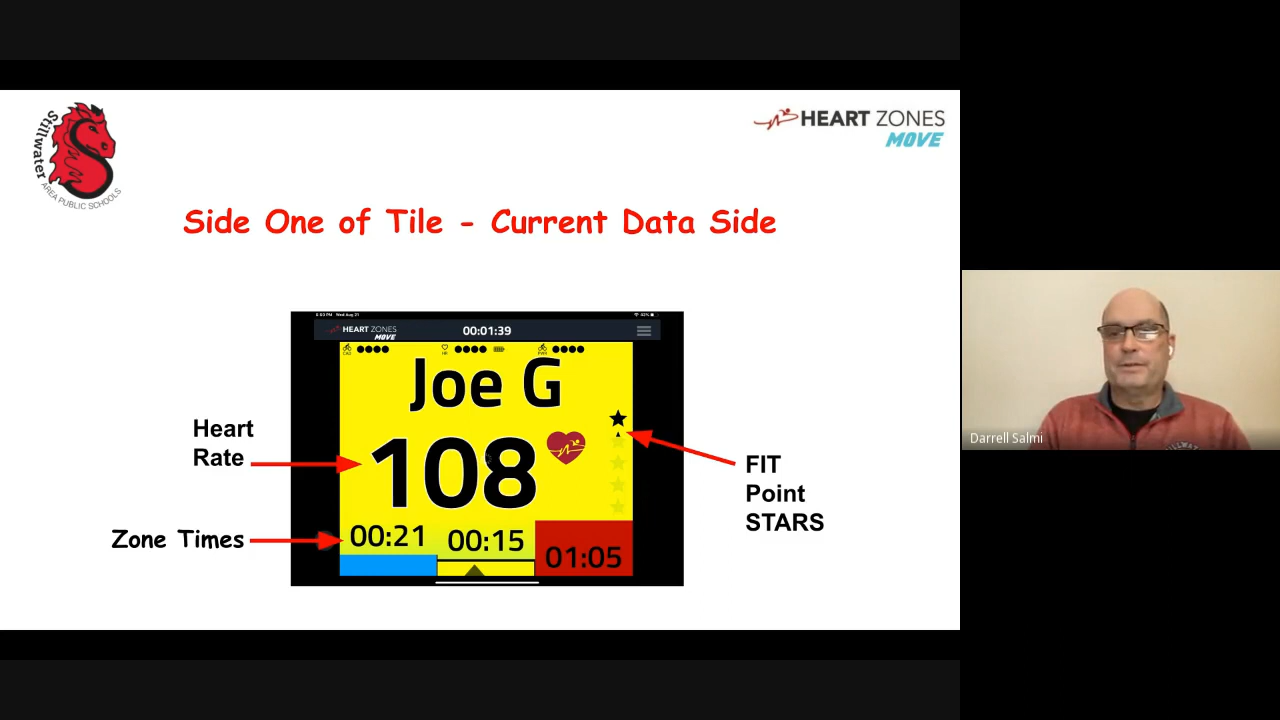 Stillwater
AREA PUBLIC SCHOOLS
HEART ZONES
MOVE
Side One of Tile - Current Data Side
HEART ZONES
MOVE
00:01:39
Joe G
108
00:21
00:15
01:05
Heart
Rate
Zone Times
FIT
Point
STARS
Darrell Salmi